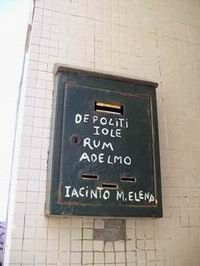 DEPOLITI
IOLE
RUM
ADELMO
IACINTO M.ELENA